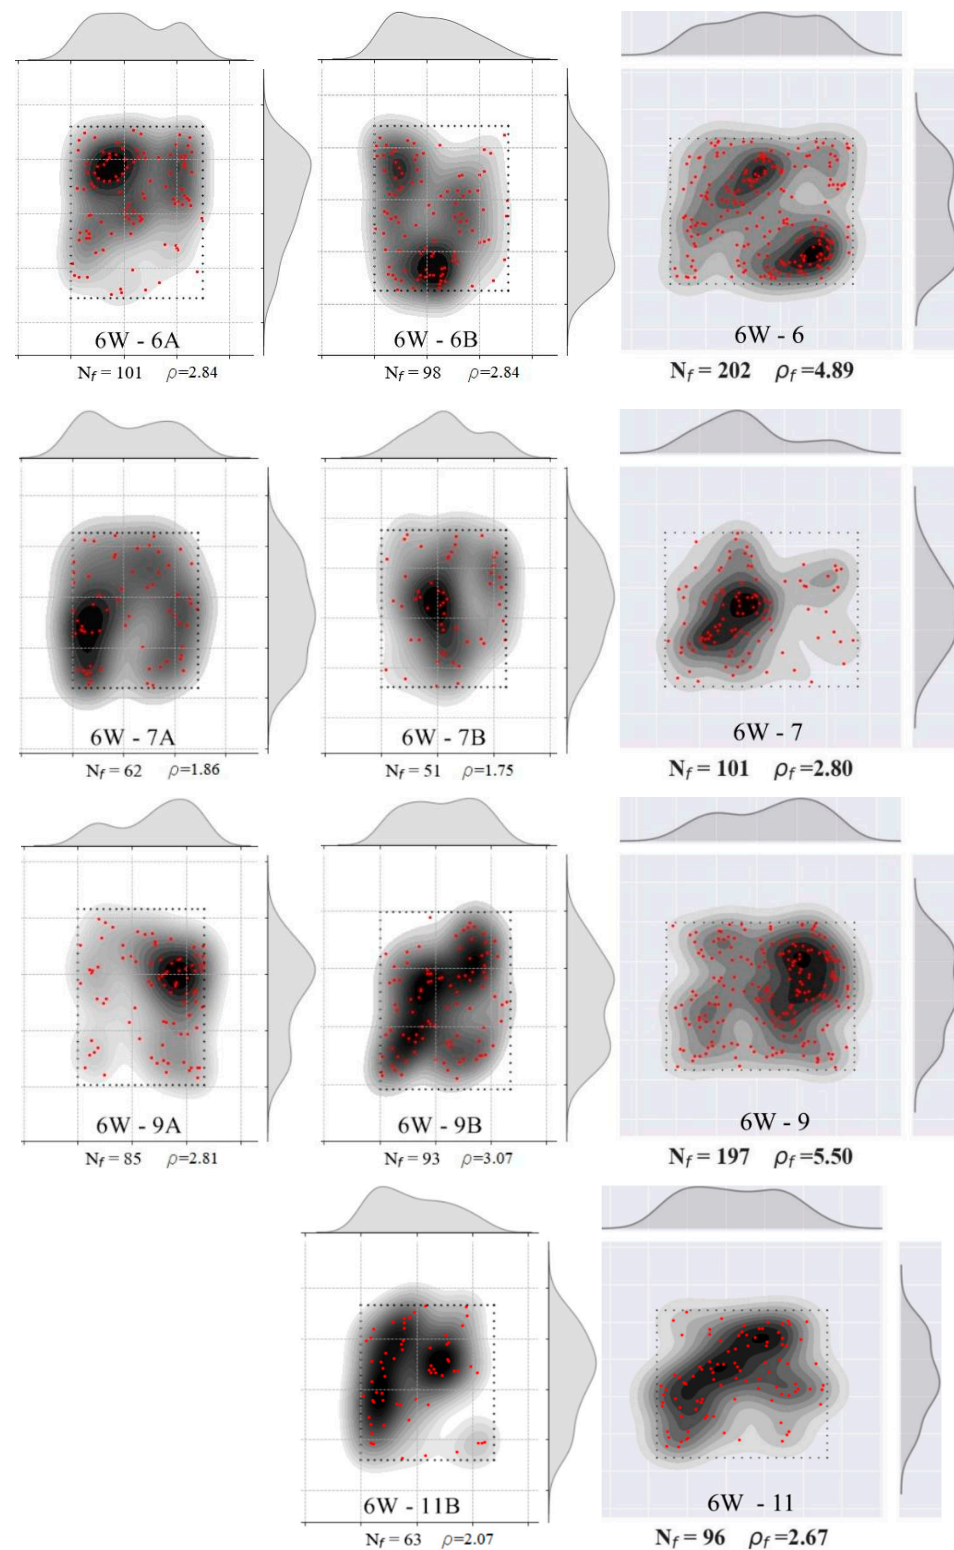 6W - 6A
6W - 6B
6W - 6
N𝑓 = 101 ρ=2.84
N𝑓 = 98 ρ=2.84
N𝑓 = 202 ρ𝑓 =4.89
6W - 7A
6W - 7B
6W - 7
N𝑓 = 62 ρ=1.86
N𝑓 = 51 ρ=1.75
N𝑓 = 101 ρ𝑓 =2.80
6W - 9A
6W - 9B
6W - 9
N𝑓 = 85 ρ=2.81
N𝑓 = 93 ρ=3.07
N𝑓 = 197 ρ𝑓 =5.50
6W - 11B
6W - 11
N𝑓 = 63 ρ=2.07
N𝑓 = 96 ρ𝑓 =2.67